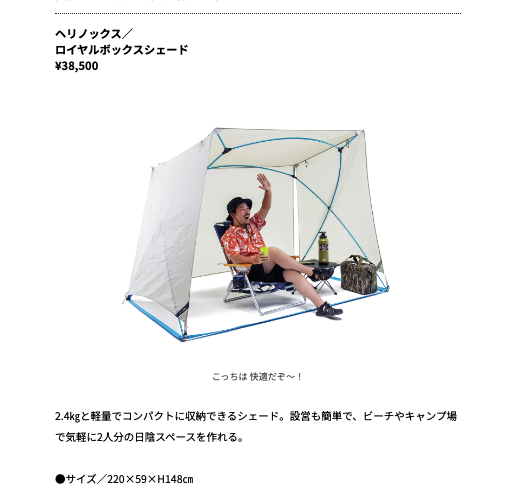 ヘリノックス／
ロイヤルボックスシェード
¥38,500
こっちは 快適だぞ〜！
2.4㎏と軽量でコンパクトに収納できるシェード。設営も簡単で、ビーチやキャンプ場
で気軽に2人分の日陰スペースを作れる。
●サイズ／220×59×H148㎝